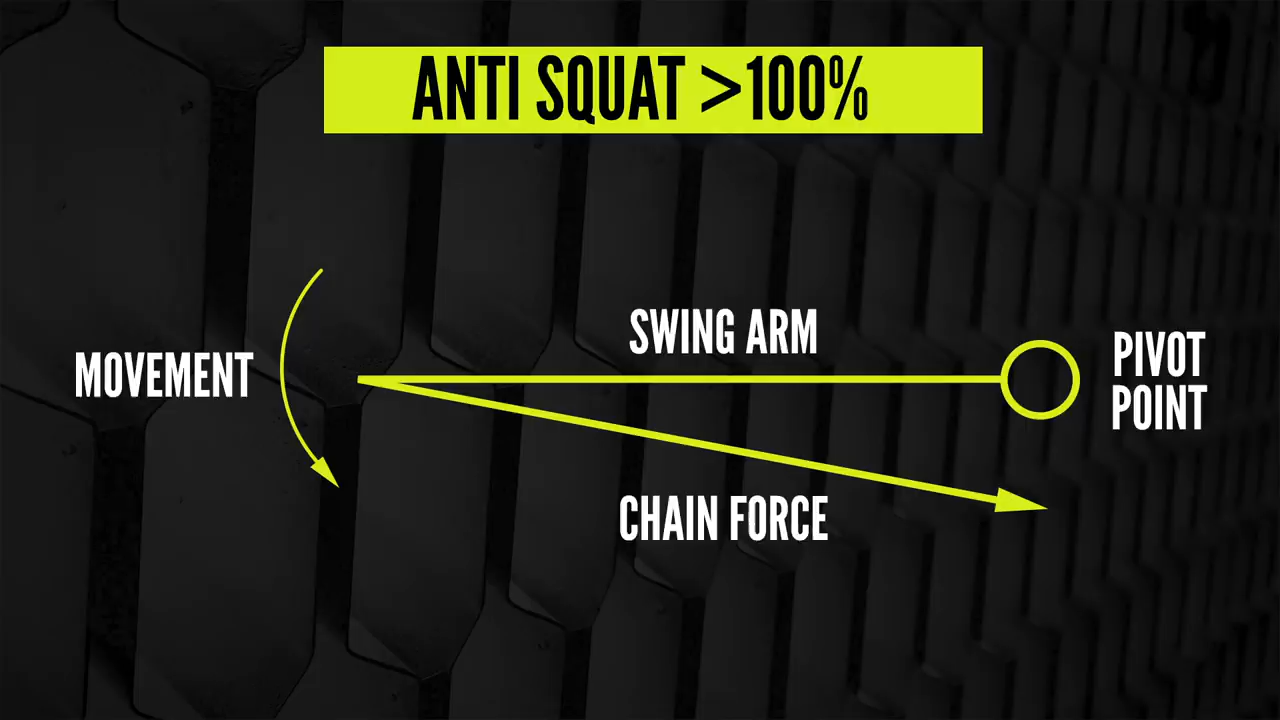 ANTI SQUAT >100%
SWING ARM
MOVEMENT
PIVOT
POINT
CHAIN FORCE